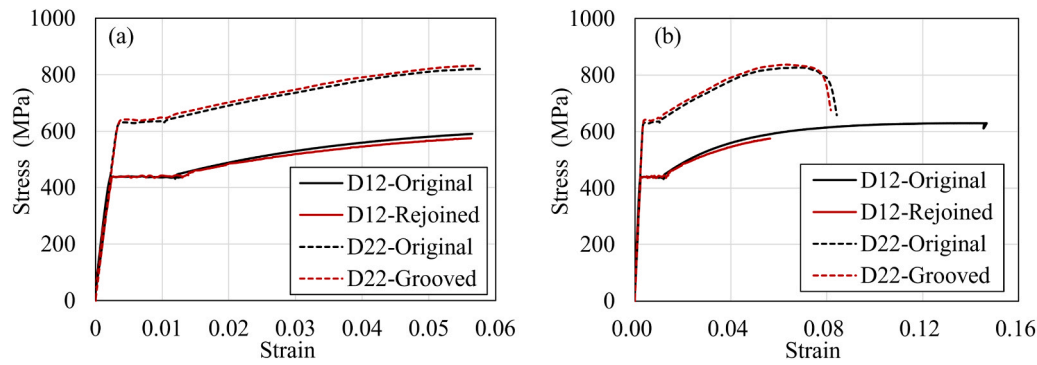 (a)
Stress (MPa)
1000
800
600
400
200
0
0 0.01 0.02 0.03 0.04 0.05 0.06
Strain
D12-Original
D12-Rejoined
D22-Original
D22-Grooved
(b)
Stress (MPa)
1000
800
600
400
200
0
0.00 0.04 0.08 0.12 0.16
Strain
D12-Original
D12-Rejoined
D22-Original
D22-Grooved